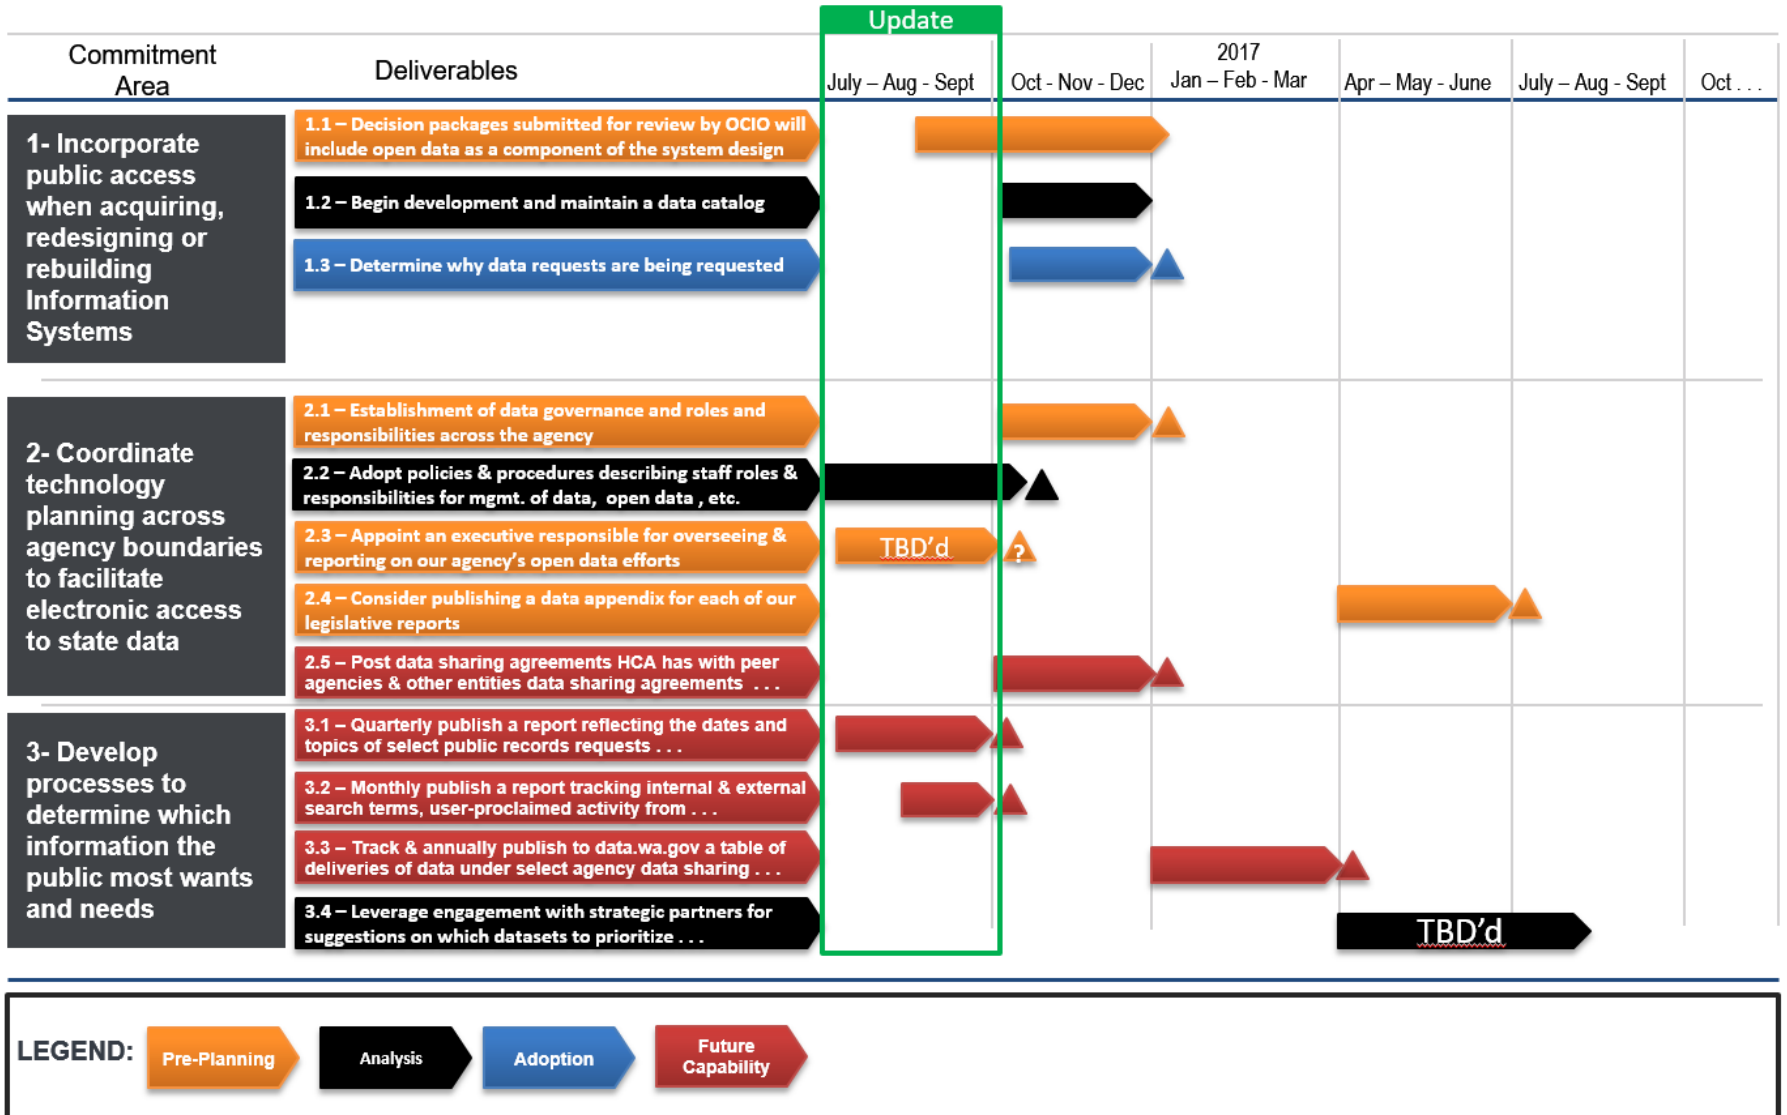 Update
Commitment
Area
Deliverables
July – Aug - Sept
Oct - Nov - Dec
2017
Jan – Feb - Mar
Apr – May - June
July – Aug - Sept
Oct . . .
1- Incorporate
public access
when acquiring,
redesigning or
rebuilding
Information
Systems
1.1 – Decision packages submitted for review by OCIO will
include open data as a component of the system design
1.2 – Begin development and maintain a data catalog
1.3 – Determine why data requests are being requested
2- Coordinate
technology
planning across
agency boundaries
to facilitate
electronic access
to state data
2.1 – Establishment of data governance and roles and
responsibilities across the agency
2.2 – Adopt policies & procedures describing staff roles &
responsibilities for mgmt. of data, open data , etc.
2.3 – Appoint an executive responsible for overseeing &
reporting on our agency's open data efforts
TBD'd
?
2.4 – Consider publishing a data appendix for each of our
legislative reports
2.5 – Post data sharing agreements HCA has with peer
agencies & other entities data sharing agreements . . .
3- Develop
processes to
determine which
information the
public most wants
and needs
3.1 – Quarterly publish a report reflecting the dates and
topics of select public records requests . . .
3.2 – Monthly publish a report tracking internal & external
search terms, user-proclaimed activity from . . .
3.3 – Track & annually publish to data.wa.gov a table of
deliveries of data under select agency data sharing . . .
3.4 – Leverage engagement with strategic partners for
suggestions on which datasets to prioritize . . .
TBD'd
LEGEND:
Pre-Planning
Analysis
Adoption
Future
Capability